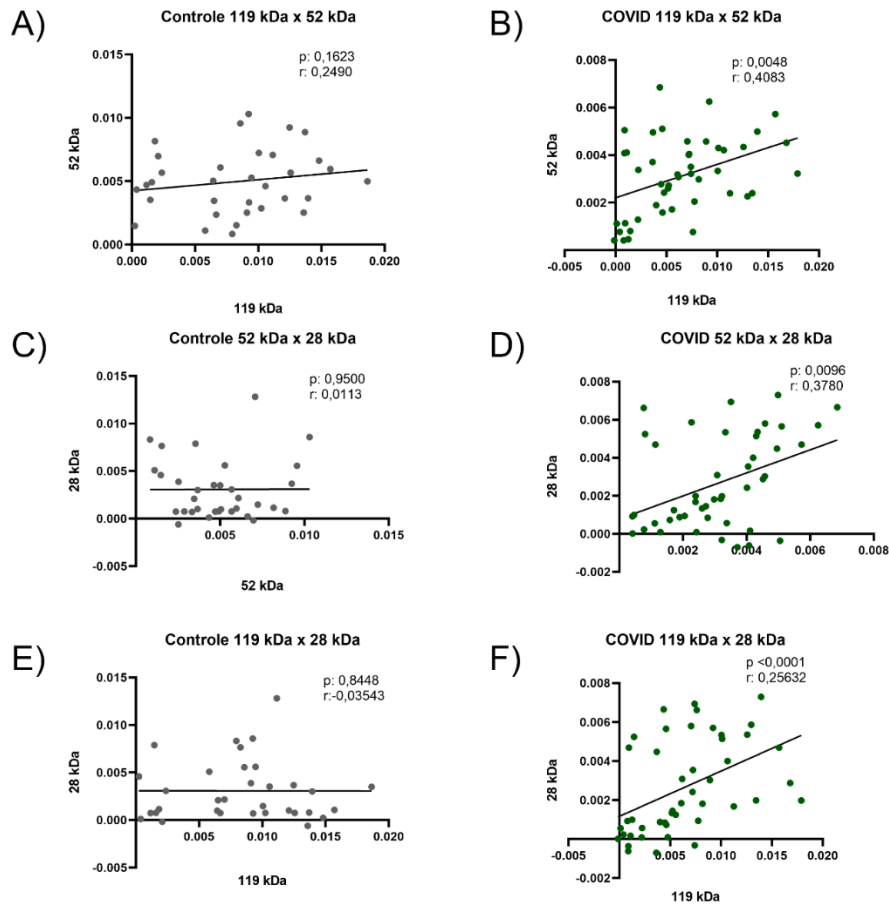 A)
Controle 119 kDa x 52 kDa
p: 0,1623
r: 0,2490
0.015
0.010
0.005
0.000
52 kDa
0.000
0.005
0.010
0.015
0.020
119 kDa
B)
COVID 119 kDa x 52 kDa
p: 0,0048
r: 0,4083
0.008
0.006
0.004
0.002
52 kDa
-0.005
0.000
0.005
0.010
0.015
0.020
119 kDa
C)
Controle 52 kDa x 28 kDa
p: 0,9500
r: 0,0113
0.015
0.010
0.005
0.000
-0.005
28 kDa
0.005
0.010
0.015
52 kDa
D)
COVID 52 kDa x 28 kDa
p: 0,0096
r: 0,3780
0.008
0.006
0.004
0.002
0.000
-0.002
28 kDa
0.002
0.004
0.006
0.008
52 kDa
E)
Controle 119 kDa x 28 kDa
p: 0,8448
r:-0,03543
0.015
0.010
0.005
0.000
-0.005
28 kDa
0.005
0.010
0.015
0.020
119 kDa
F)
COVID 119 kDa x 28 kDa
p <0,0001
r: 0,25632
0.008
0.006
0.004
0.002
0.000
-0.002
28 kDa
-0.005
0.005
0.010
0.015
0.020
119 kDa